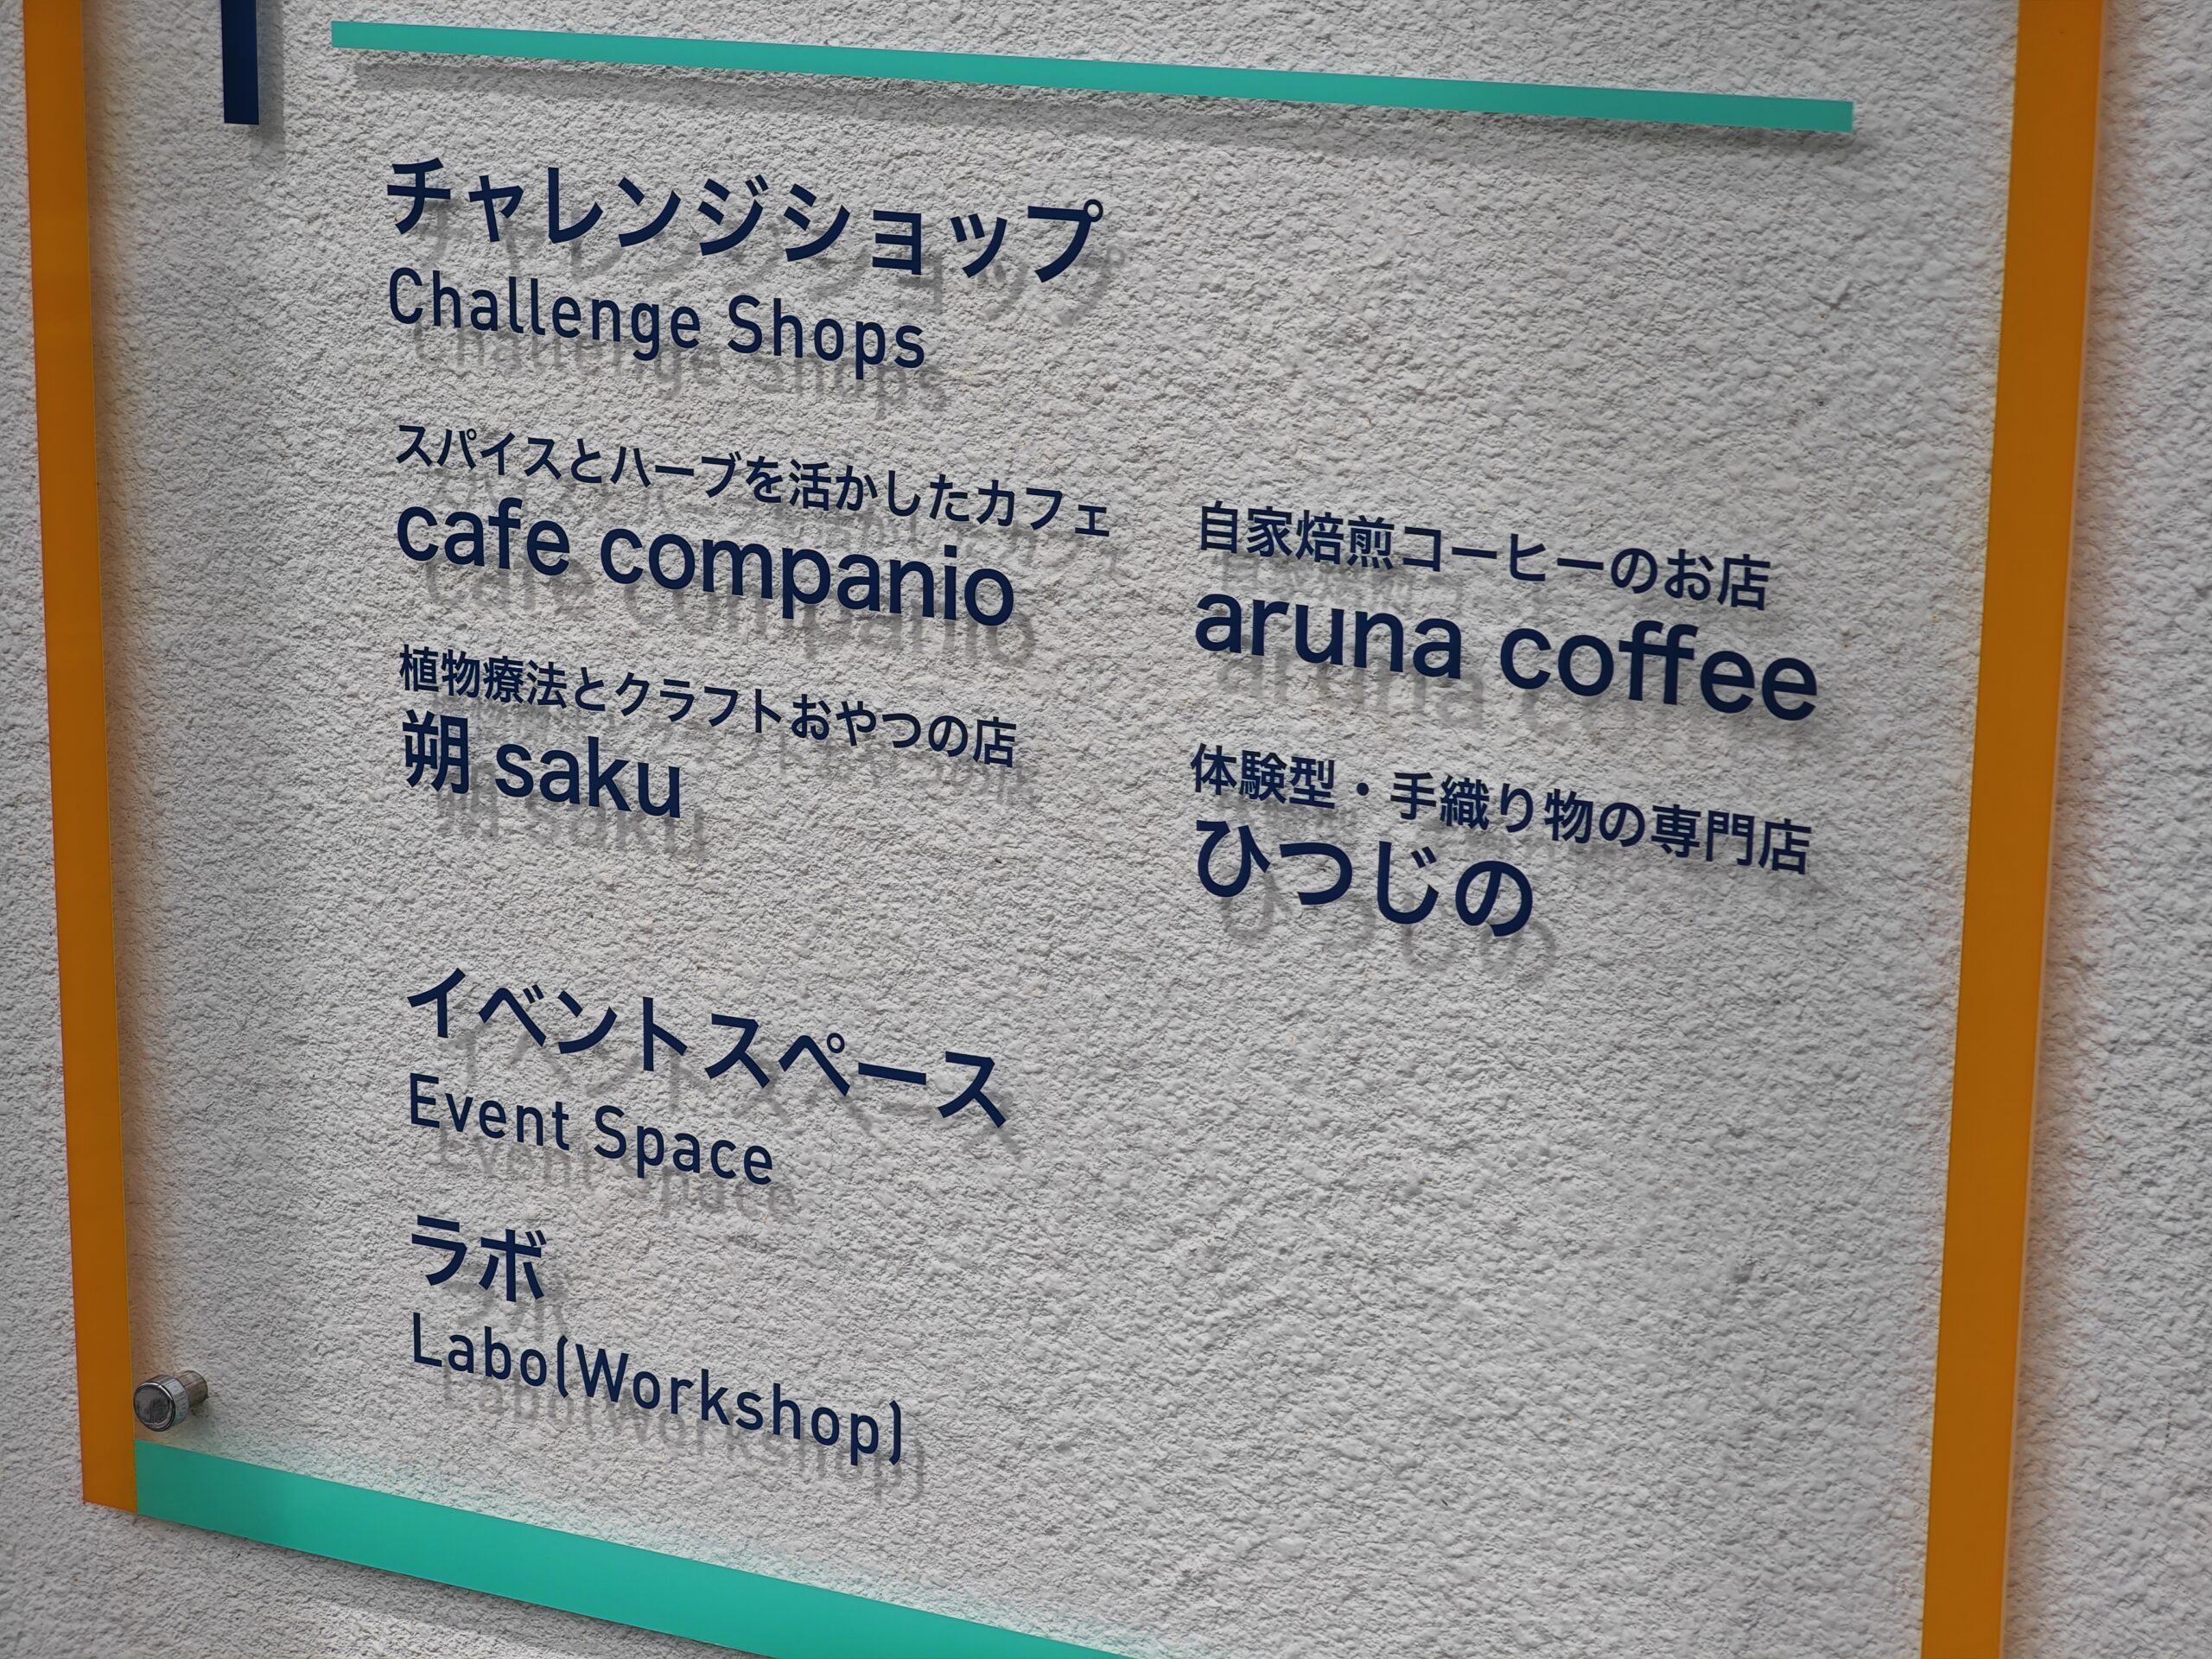 チャレンジショップ
Challenge Shops
スパイスとハーブを活かしたカフェ
cafe companio
植物療法とクラフトおやつの店
朔 saku
自家焙煎コーヒーのお店
aruna coffee
体験型・手織り物の専門店
ひつじの
イベントスペース
Event Space
ラボ
Labo(Workshop)